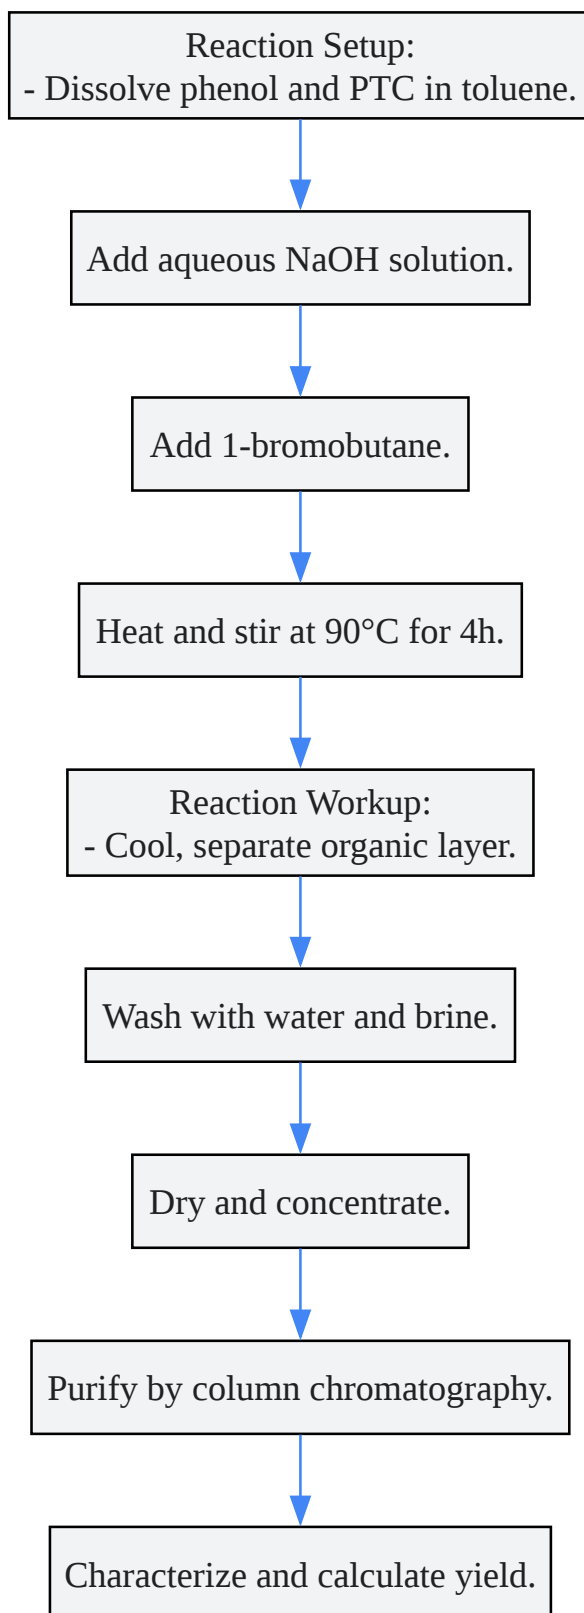 Reaction Setup:
- Dissolve phenol and PTC in toluene.
Add aqueous NaOH solution.
Add 1-bromobutane.
Heat and stir at 90°C for 4h.
Reaction Workup:
- Cool, separate organic layer.
Wash with water and brine.
Dry and concentrate.
Purify by column chromatography.
Characterize and calculate yield.